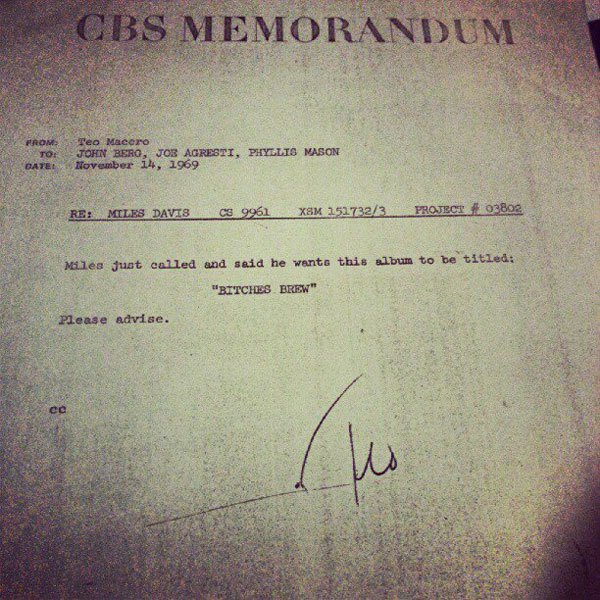 CBS MEMORANDUM
FROM: Teo Macero
TO: JOHN BERG, JOE AGRESTI, PHYLLIS MASON
DATE: November 14, 1969
RE: MILES DAVIS CS 9961 XSM 151732/3 PROJECT # 03802
Miles just called and said he wants this album to be titled:
"BITCHES BREW"
Please advise.
cc
Teo